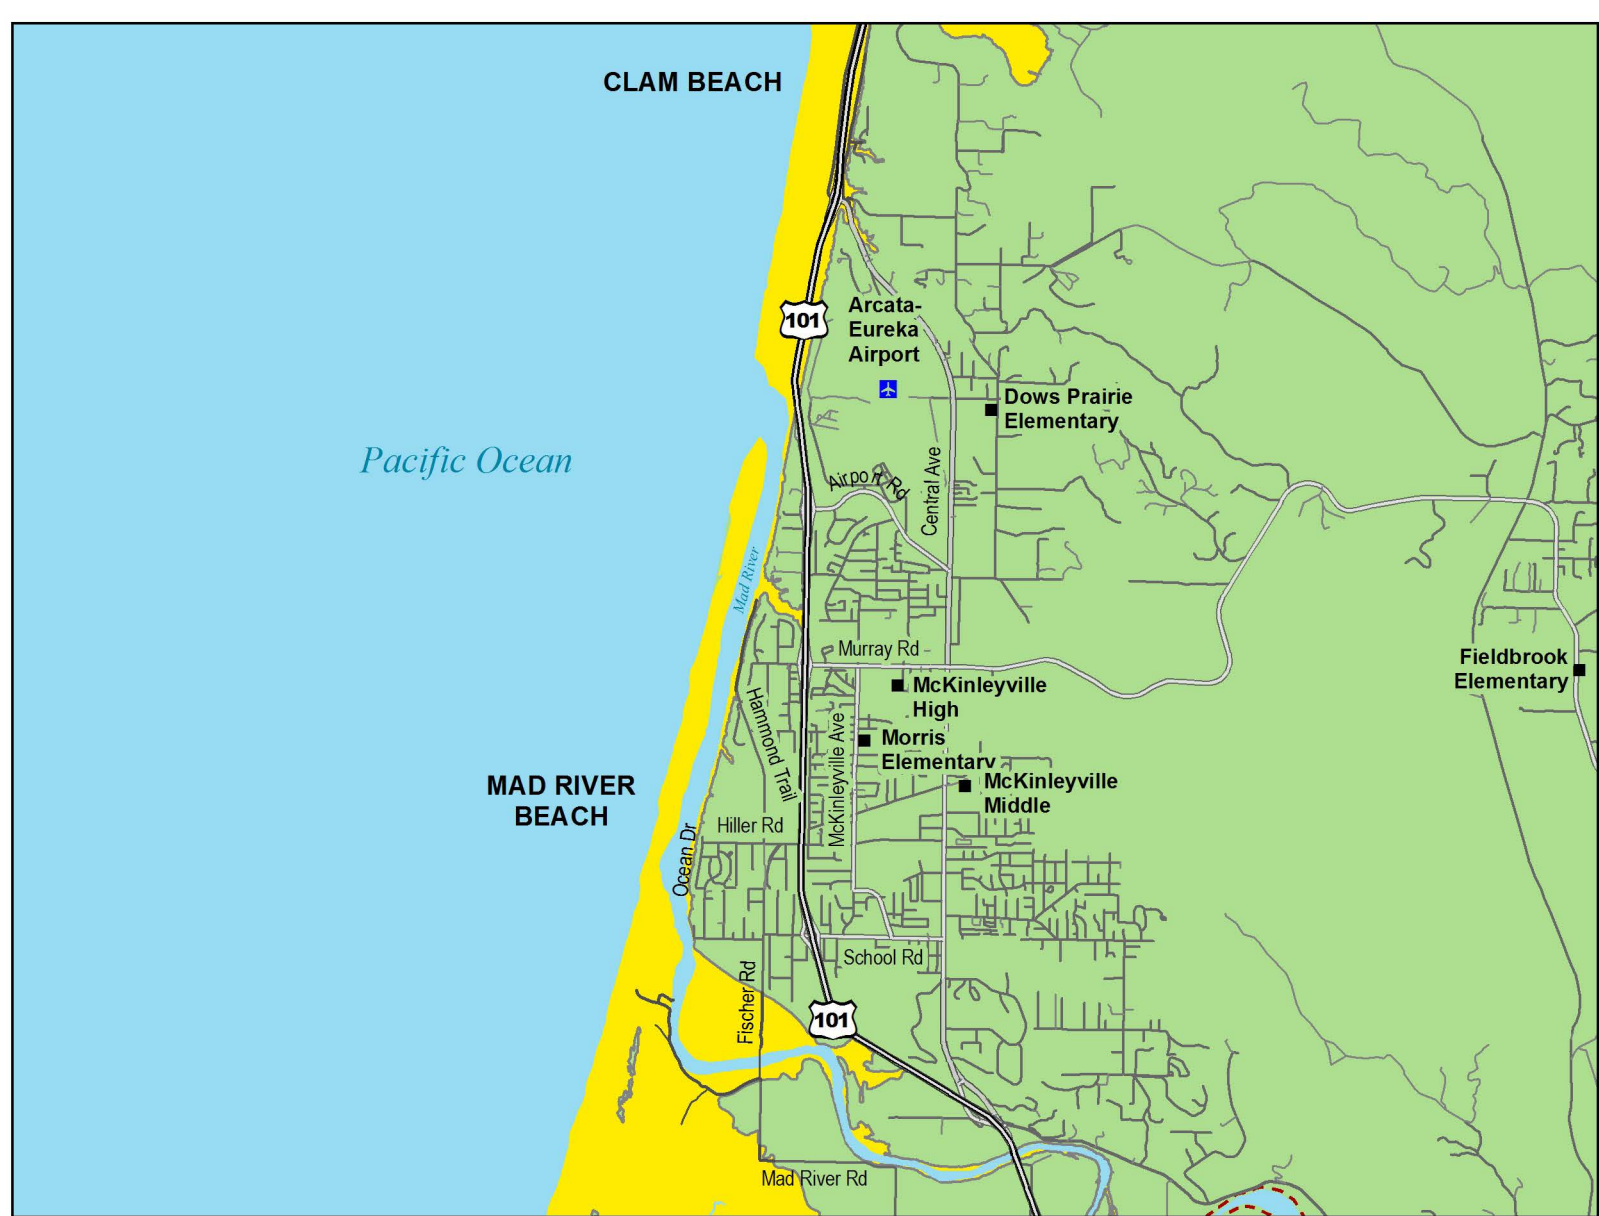 CLAM BEACH
101
Arcata-
Eureka
Airport
Dows Prairie
Elementary
Pacific Ocean
Airport Rd
Central Ave
Mad River
Murray Rd
Fieldbrook
Elementary
McKinleyville
High
Hammond Trail
McKinleyville Ave
Morris
Elementary
MAD RIVER
BEACH
McKinleyville
Middle
Hiller Rd
Ocean Dr
School Rd
Fischer Rd
101
Mad River Rd